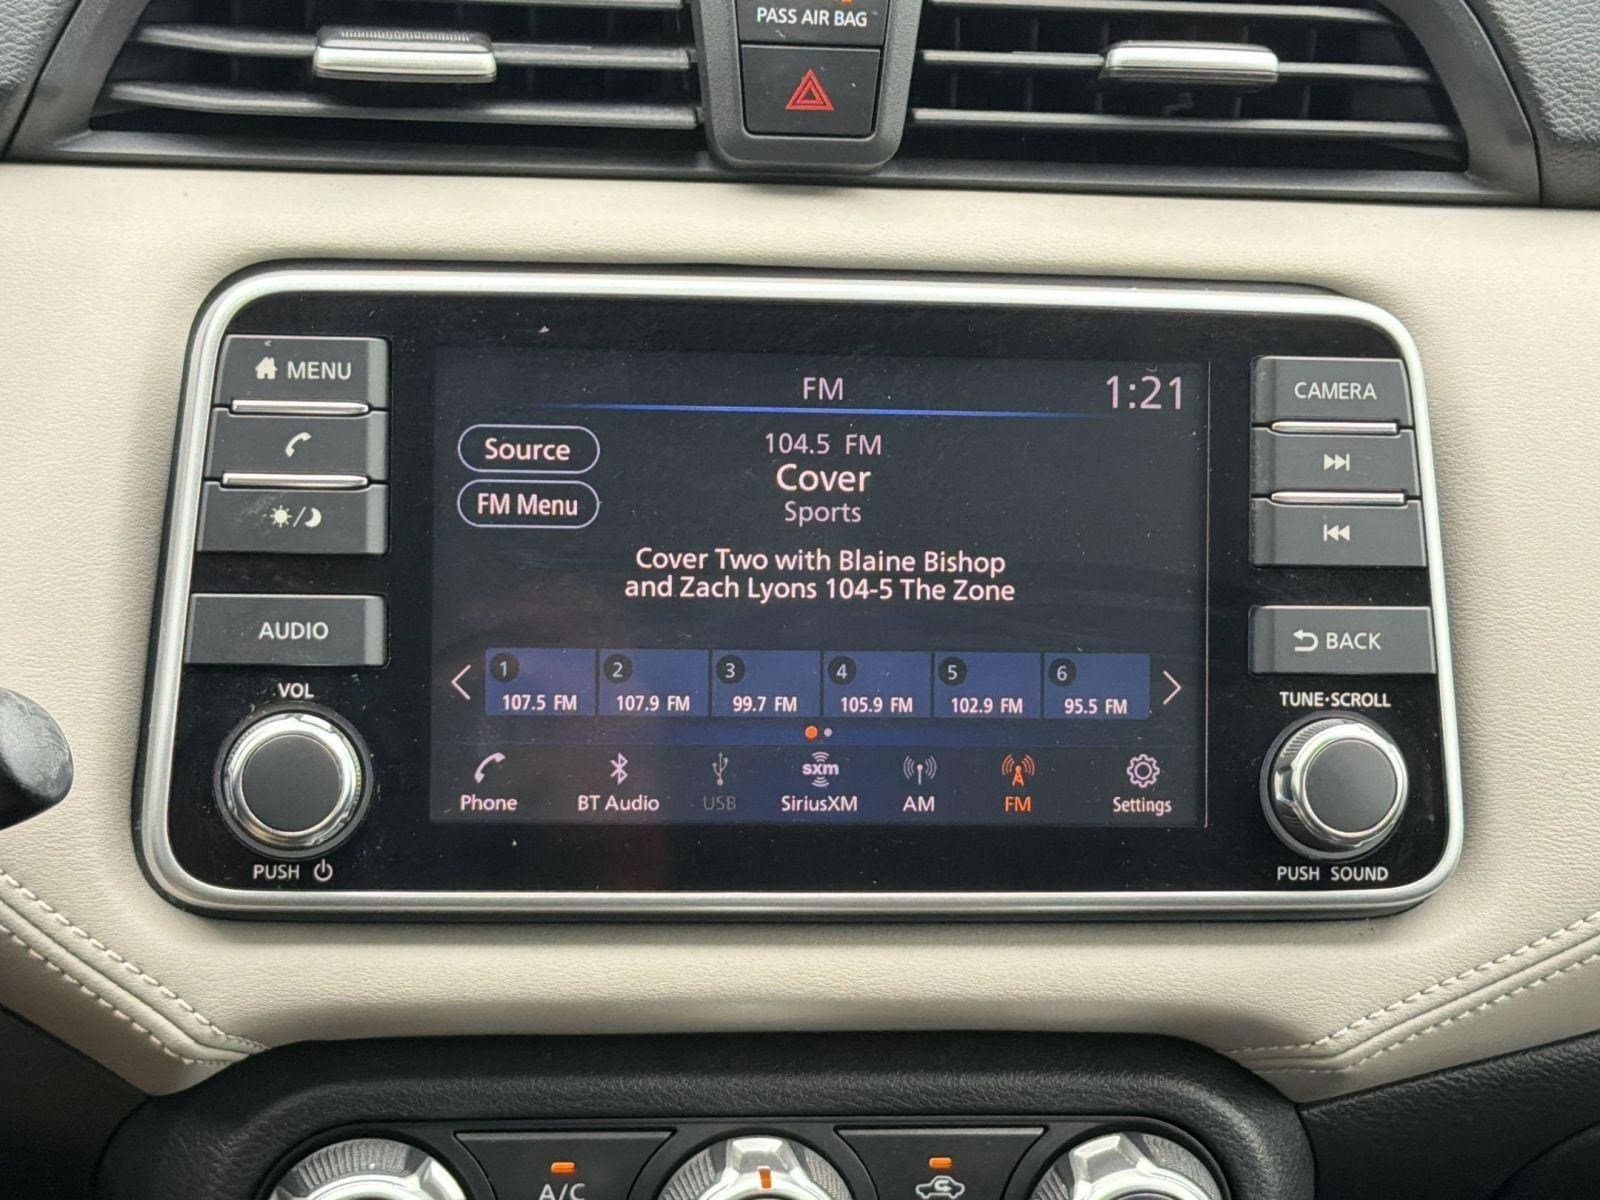 PASS AIR BAG
MENU
CAMERA
AUDIO
BACK
VOL
PUSH
TUNE·SCROLL
PUSH SOUND
FM
1:21
Source
FM Menu
104.5 FM
Cover
Sports
Cover Two with Blaine Bishop
and Zach Lyons 104-5 The Zone
1 2 3 4 5 6
107.5 FM 107.9 FM 99.7 FM 105.9 FM 102.9 FM 95.5 FM
sxm
Phone BT Audio USB SiriusXM AM FM Settings
A/C